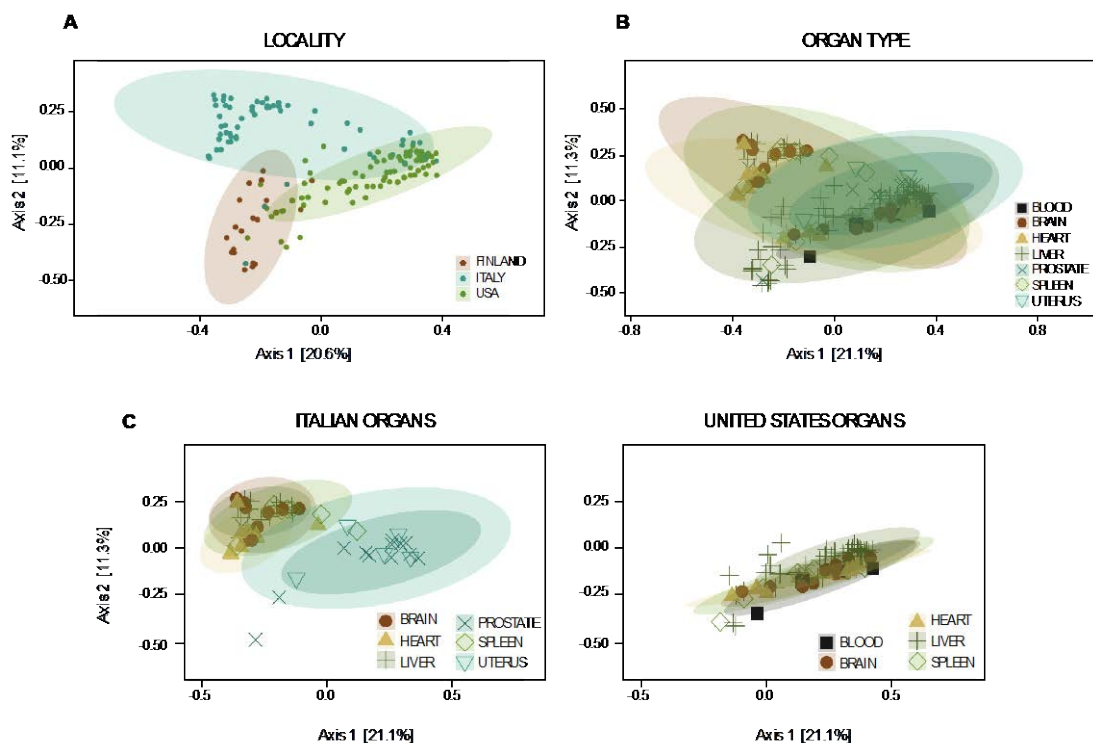 A
LOCALITY
0.25
0.00
-0.25
-0.50
Axis 2 [11.1%]
-0.4
0.0
0.4
Axis 1 [20.6%]
FINLAND
ITALY
USA
B
ORGAN TYPE
0.50
0.25
0.00
-0.25
-0.50
Axis 2 [11.3%]
-0.8
-0.4
0.0
0.4
0.8
Axis 1 [21.1%]
BLOOD
BRAIN
HEART
LIVER
PROSTATE
SPLEEN
UTERUS
C
ITALIAN ORGANS
0.25
0.00
-0.25
-0.50
Axis 2 [11.3%]
-0.5
0.0
0.5
Axis 1 [21.1%]
BRAIN
HEART
LIVER
PROSTATE
SPLEEN
UTERUS
UNITED STATES ORGANS
0.25
0.00
-0.25
-0.50
-0.5
0.0
0.5
Axis 1 [21.1%]
BLOOD
BRAIN
HEART
LIVER
SPLEEN